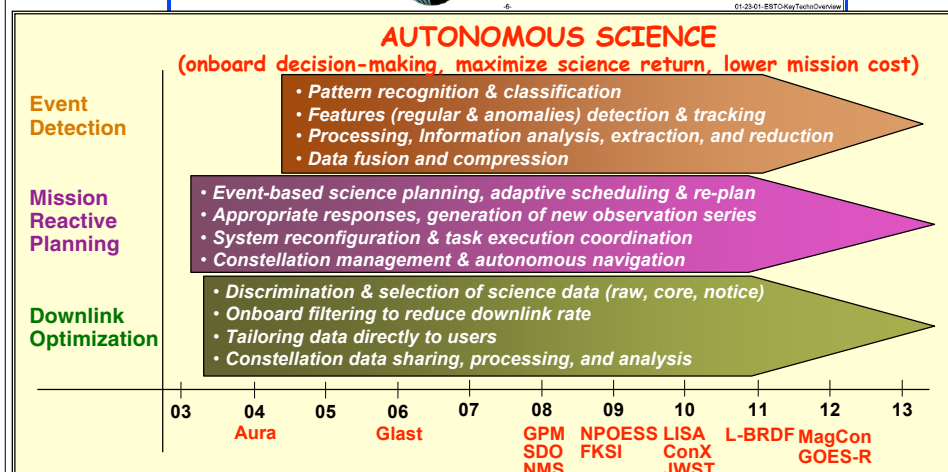 -6-
01-23-01-ESTO-KeyTechnOverview
AUTONOMOUS SCIENCE
(onboard decision-making, maximize science return, lower mission cost)
Event
Detection
• Pattern recognition & classification
• Features (regular & anomalies) detection & tracking
• Processing, Information analysis, extraction, and reduction
• Data fusion and compression
Mission
Reactive
Planning
• Event-based science planning, adaptive scheduling & re-plan
• Appropriate responses, generation of new observation series
• System reconfiguration & task execution coordination
• Constellation management & autonomous navigation
Downlink
Optimization
• Discrimination & selection of science data (raw, core, notice)
• Onboard filtering to reduce downlink rate
• Tailoring data directly to users
• Constellation data sharing, processing, and analysis
03 04 05 06 07 08 09 10 11 12 13
Aura Glast GPM NPOESS LISA L-BRDF MagCon
SDO FKSI ConX GOES-R
NMS JWST